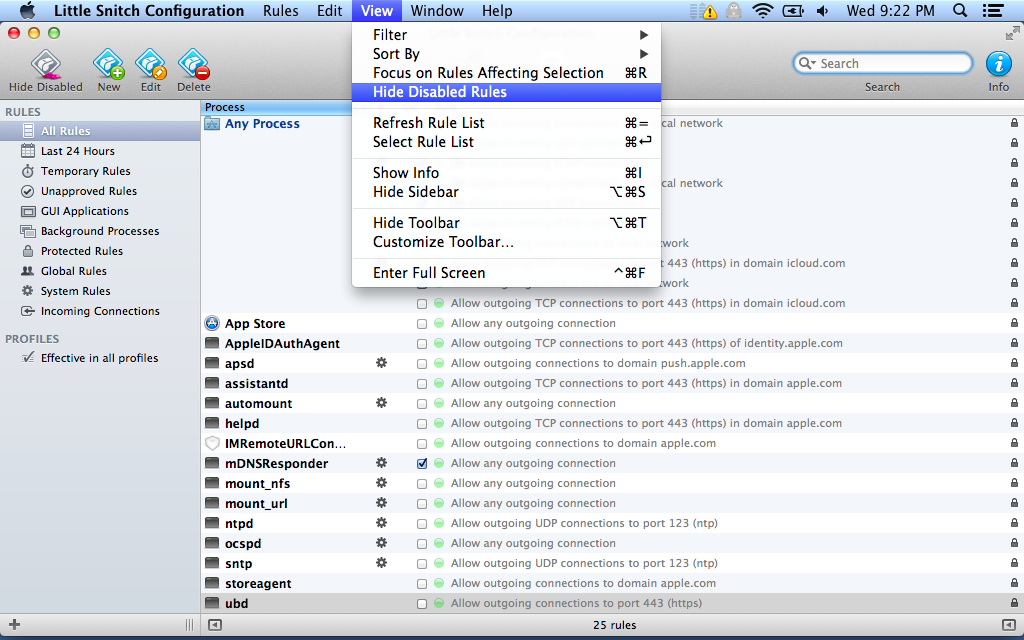 Little Snitch Configuration Rules Edit View Window Help Wed 9:22 PM
Hide Disabled New Edit Delete
Search
Search Info
Filter
Sort By
Focus on Rules Affecting Selection ⌘R
Hide Disabled Rules
Refresh Rule List ⌘=
Select Rule List ⌘↩
Show Info ⌘I
Hide Sidebar ⌥⌘S
Hide Toolbar ⌥⌘T
Customize Toolbar...
Enter Full Screen ^⌘F
RULES
All Rules
Last 24 Hours
Temporary Rules
Unapproved Rules
GUI Applications
Background Processes
Protected Rules
Global Rules
System Rules
Incoming Connections
PROFILES
Effective in all profiles
Process
Any Process cal network
cal network
work
443 (https) in domain icloud.com
work
Allow outgoing TCP connections to port 443 (https) in domain icloud.com
App Store Allow any outgoing connection
AppleIDAuthAgent Allow outgoing TCP connections to port 443 (https) of identity.apple.com
apsd Allow outgoing connections to domain push.apple.com
assistantd Allow outgoing TCP connections to port 443 (https) in domain apple.com
automount Allow any outgoing connection
helpd Allow outgoing TCP connections to port 443 (https) in domain apple.com
IMRemoteURLCon... Allow outgoing connections to domain apple.com
mDNSResponder Allow any outgoing connection
mount_nfs Allow any outgoing connection
mount_url Allow any outgoing connection
ntpd Allow outgoing UDP connections to port 123 (ntp)
ocspd Allow any outgoing connection
sntp Allow outgoing UDP connections to port 123 (ntp)
storeagent Allow outgoing connections to domain apple.com
ubd Allow outgoing connections to port 443 (https)
25 rules